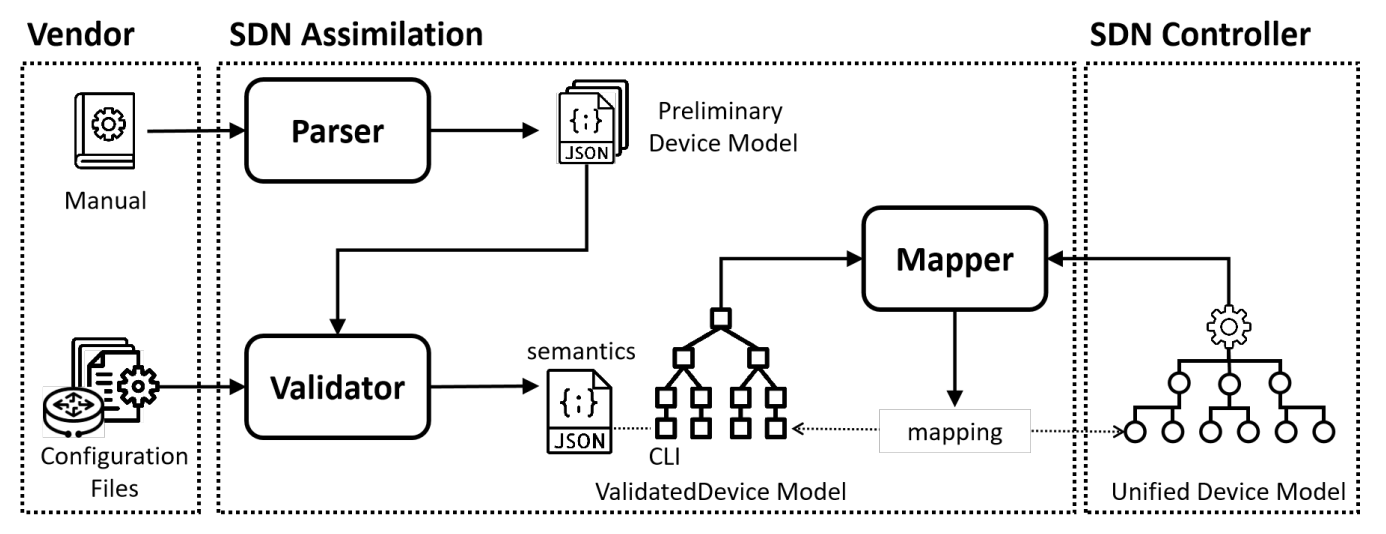 Vendor
SDN Assimilation
SDN Controller
Manual
Parser
{;}
JSON
Preliminary
Device Model
Mapper
Configuration
Files
Validator
semantics
{;}
JSON
CLI
mapping
ValidatedDevice Model
Unified Device Model